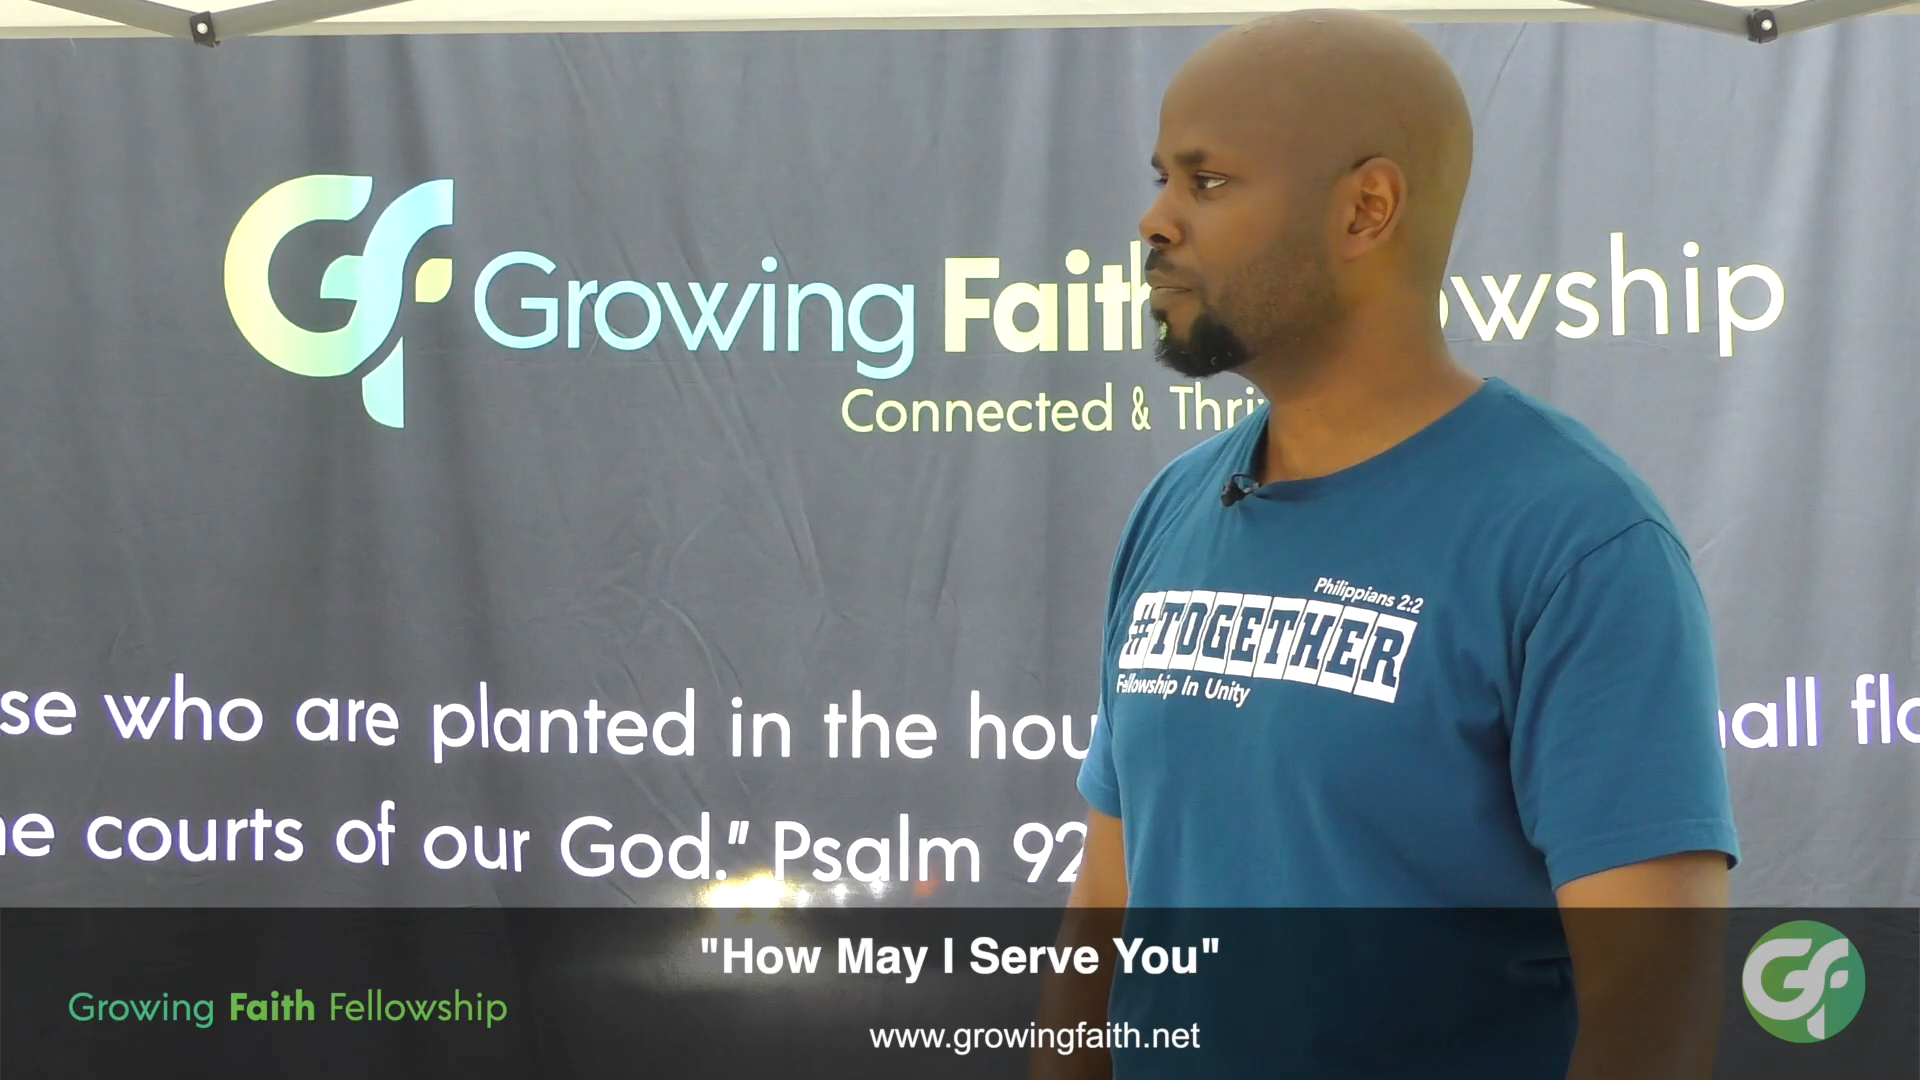 GF Growing Faith wship
Connected & Thri
se who are planted in the hou all flo
he courts of our God." Psalm 92
Philippians 2:2
#TOGETHER
Fellowship In Unity
"How May I Serve You"
Growing Faith Fellowship
GF
www.growingfaith.net